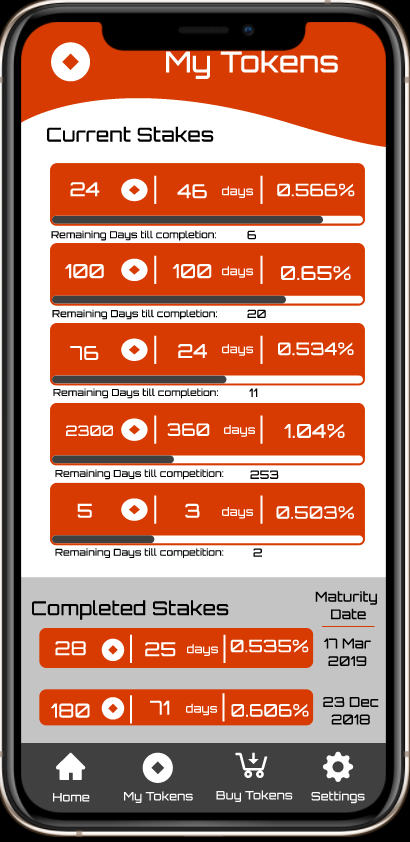 My Tokens
Current Stakes
24 46 days 0.566%
Remaining Days till completion: 6
100 100 days 0.65%
Remaining Days till completion: 20
76 24 days 0.534%
Remaining Days till completion: 11
2300 360 days 1.04%
Remaining Days till competition: 253
5 3 days 0.503%
Remaining Days till competition: 2
Completed Stakes
Maturity
Date
28 25 days 0.535%
17 Mar
2019
180 71 days 0.606%
23 Dec
2018
Home My Tokens Buy Tokens Settings